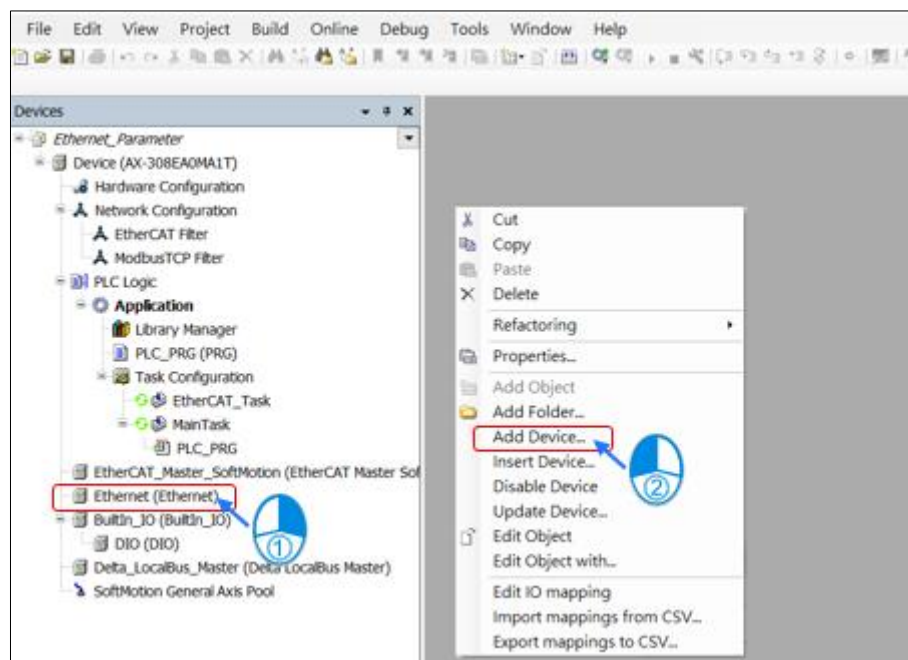 File Edit View Project Build Online Debug Tools Window Help
Devices
Ethernet_Parameter
Device (AX-308EA0MA1T)
Hardware Configuration
Network Configuration
EtherCAT Filter
ModbusTCP Filter
PLC Logic
Application
Library Manager
PLC_PRG (PRG)
Task Configuration
EtherCAT_Task
MainTask
PLC_PRG
EtherCAT_Master_SoftMotion (EtherCAT Master Sof
Ethernet (Ethernet)
BuiltIn_IO (BuiltIn_IO)
DIO (DIO)
Delta_LocalBus_Master (Delta LocalBus Master)
SoftMotion General Axis Pool
1
Cut
Copy
Paste
Delete
Refactoring
Properties...
Add Object
Add Folder...
Add Device...
Insert Device...
Disable Device
Update Device...
Edit Object
Edit Object with...
Edit IO mapping
Import mappings from CSV...
Export mappings to CSV...
2